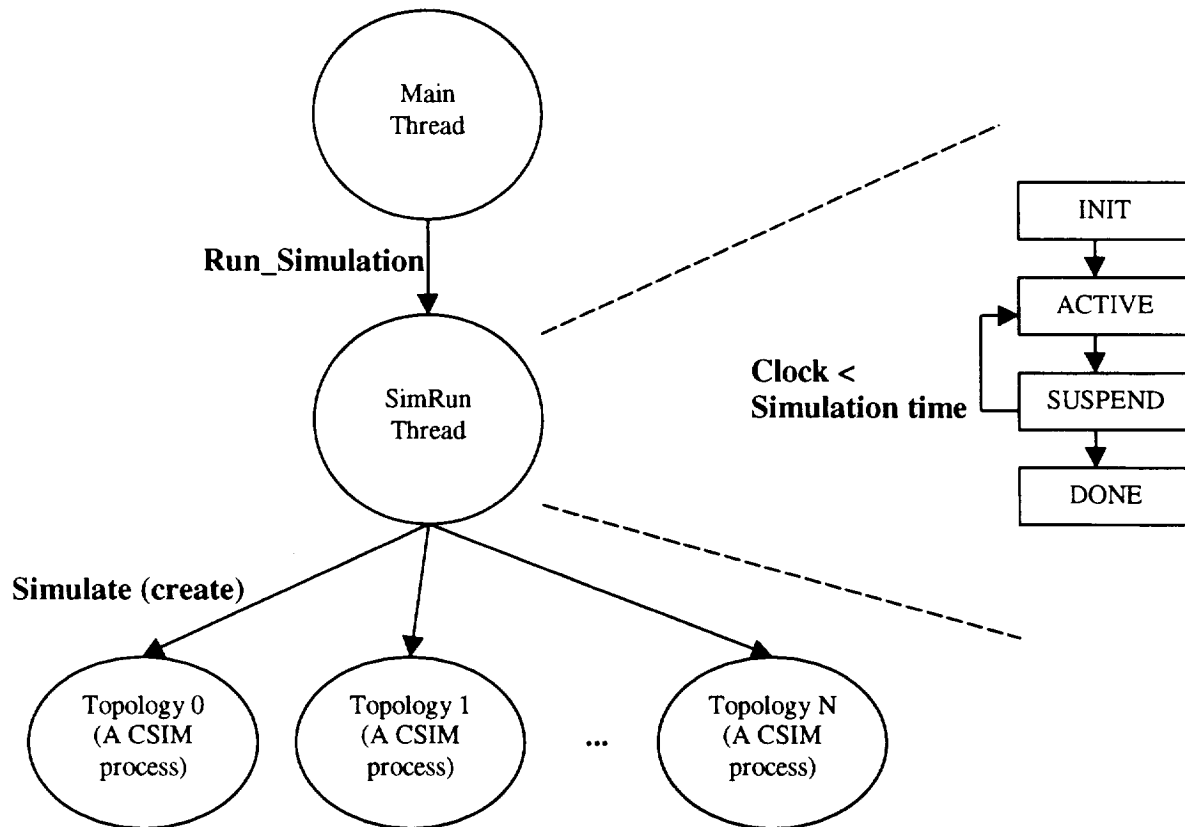 Main
Thread
Run_Simulation
SimRun
Thread
INIT
ACTIVE
SUSPEND
DONE
Clock <
Simulation time
Simulate (create)
Topology 0
(A CSIM
process)
Topology 1
(A CSIM
process)
...
Topology N
(A CSIM
process)